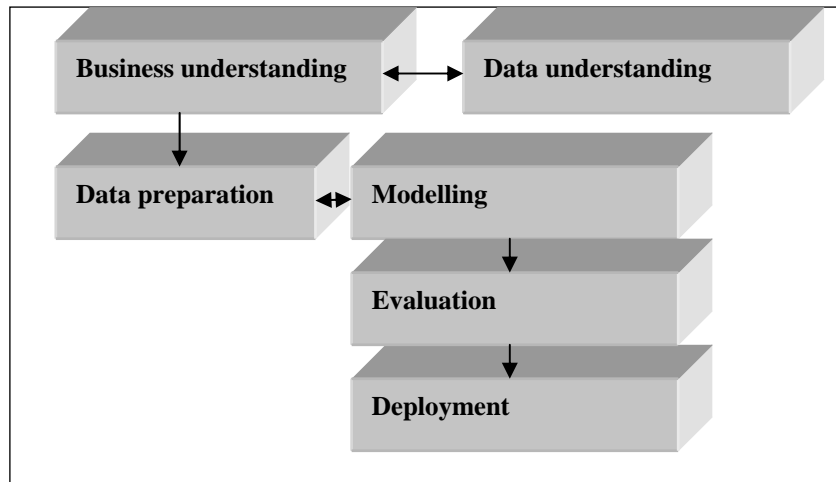 Business understanding
Data understanding
Data preparation
Modelling
Evaluation
Deployment